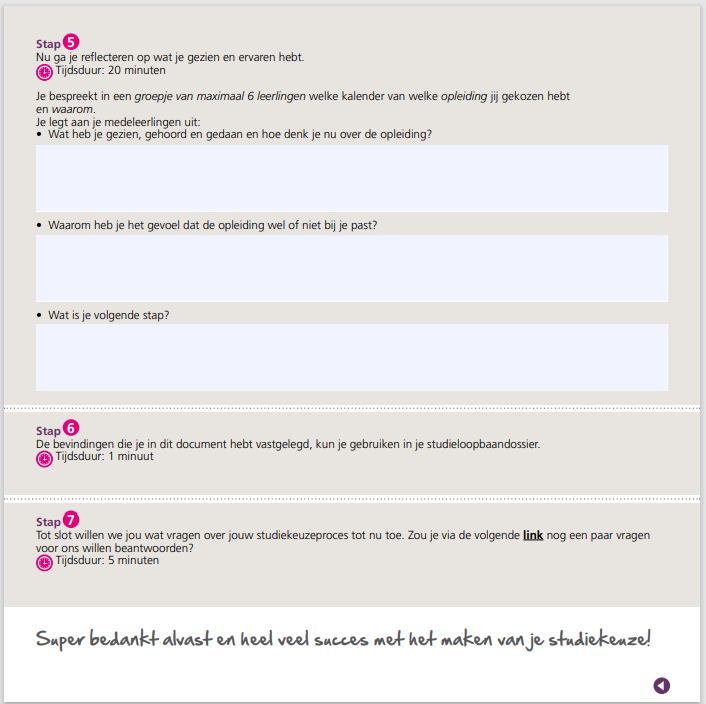 Stap 5
Nu ga je reflecteren op wat je gezien en ervaren hebt.
Tijdsduur: 20 minuten
Je bespreekt in een groepje van maximaal 6 leerlingen welke kalender van welke opleiding jij gekozen hebt
en waarom.
Je legt aan je medeleerlingen uit:
• Wat heb je gezien, gehoord en gedaan en hoe denk je nu over de opleiding?
• Waarom heb je het gevoel dat de opleiding wel of niet bij je past?
• Wat is je volgende stap?
Stap 6
De bevindingen die je in dit document hebt vastgelegd, kun je gebruiken in je studieloopbaandossier.
Tijdsduur: 1 minuut
Stap 7
Tot slot willen we jou wat vragen over jouw studiekeuzeproces tot nu toe. Zou je via de volgende link nog een paar vragen
voor ons willen beantwoorden?
Tijdsduur: 5 minuten
Super bedankt alvast en heel veel succes met het maken van je studiekeuze!